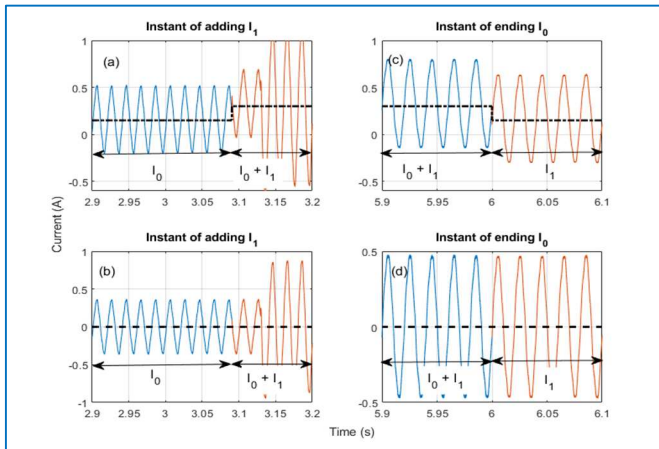 Instant of adding I1
(a)
1
0.5
0
-0.5
I0
I0 + I1
2.9 2.95 3 3.05 3.1 3.15 3.2
Instant of ending I0
(c)
1
0.5
0
-0.5
I0 + I1
I1
5.9 5.95 6 6.05 6.1
Current (A)
Instant of adding I1
(b)
1
0.5
0
-0.5
-1
I0
I0 + I1
2.9 2.95 3 3.05 3.1 3.15 3.2
Instant of ending I0
(d)
0.5
0
-0.5
I0 + I1
I1
5.9 5.95 6 6.05 6.1
Time (s)